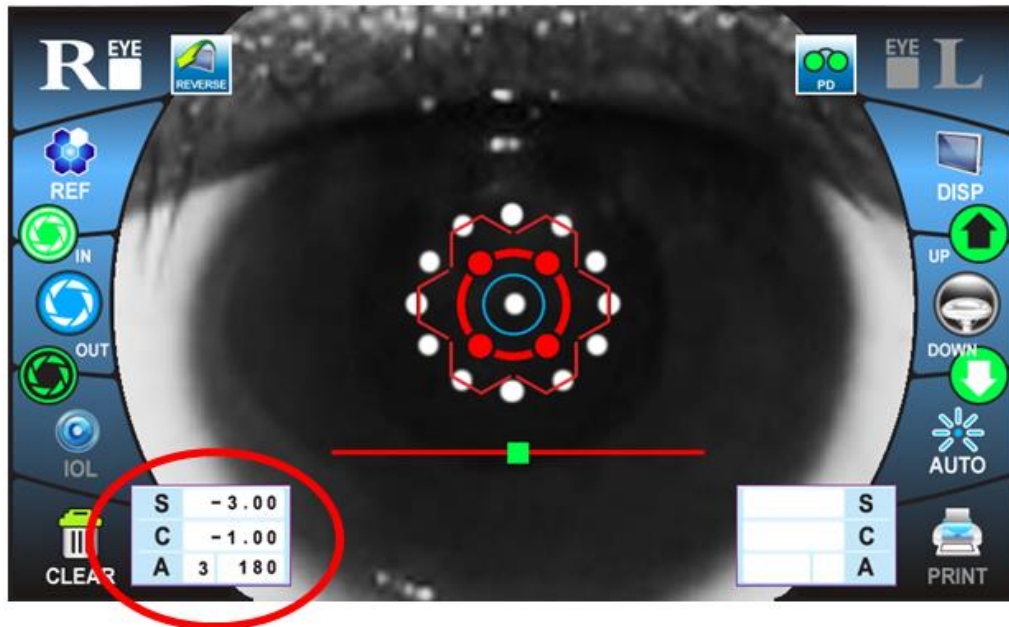 R EYE
REVERSE
PD
EYE L
REF
IN
OUT
IOL
CLEAR
DISP
UP
DOWN
AUTO
PRINT
S -3.00
C -1.00
A 3 180
S
C
A